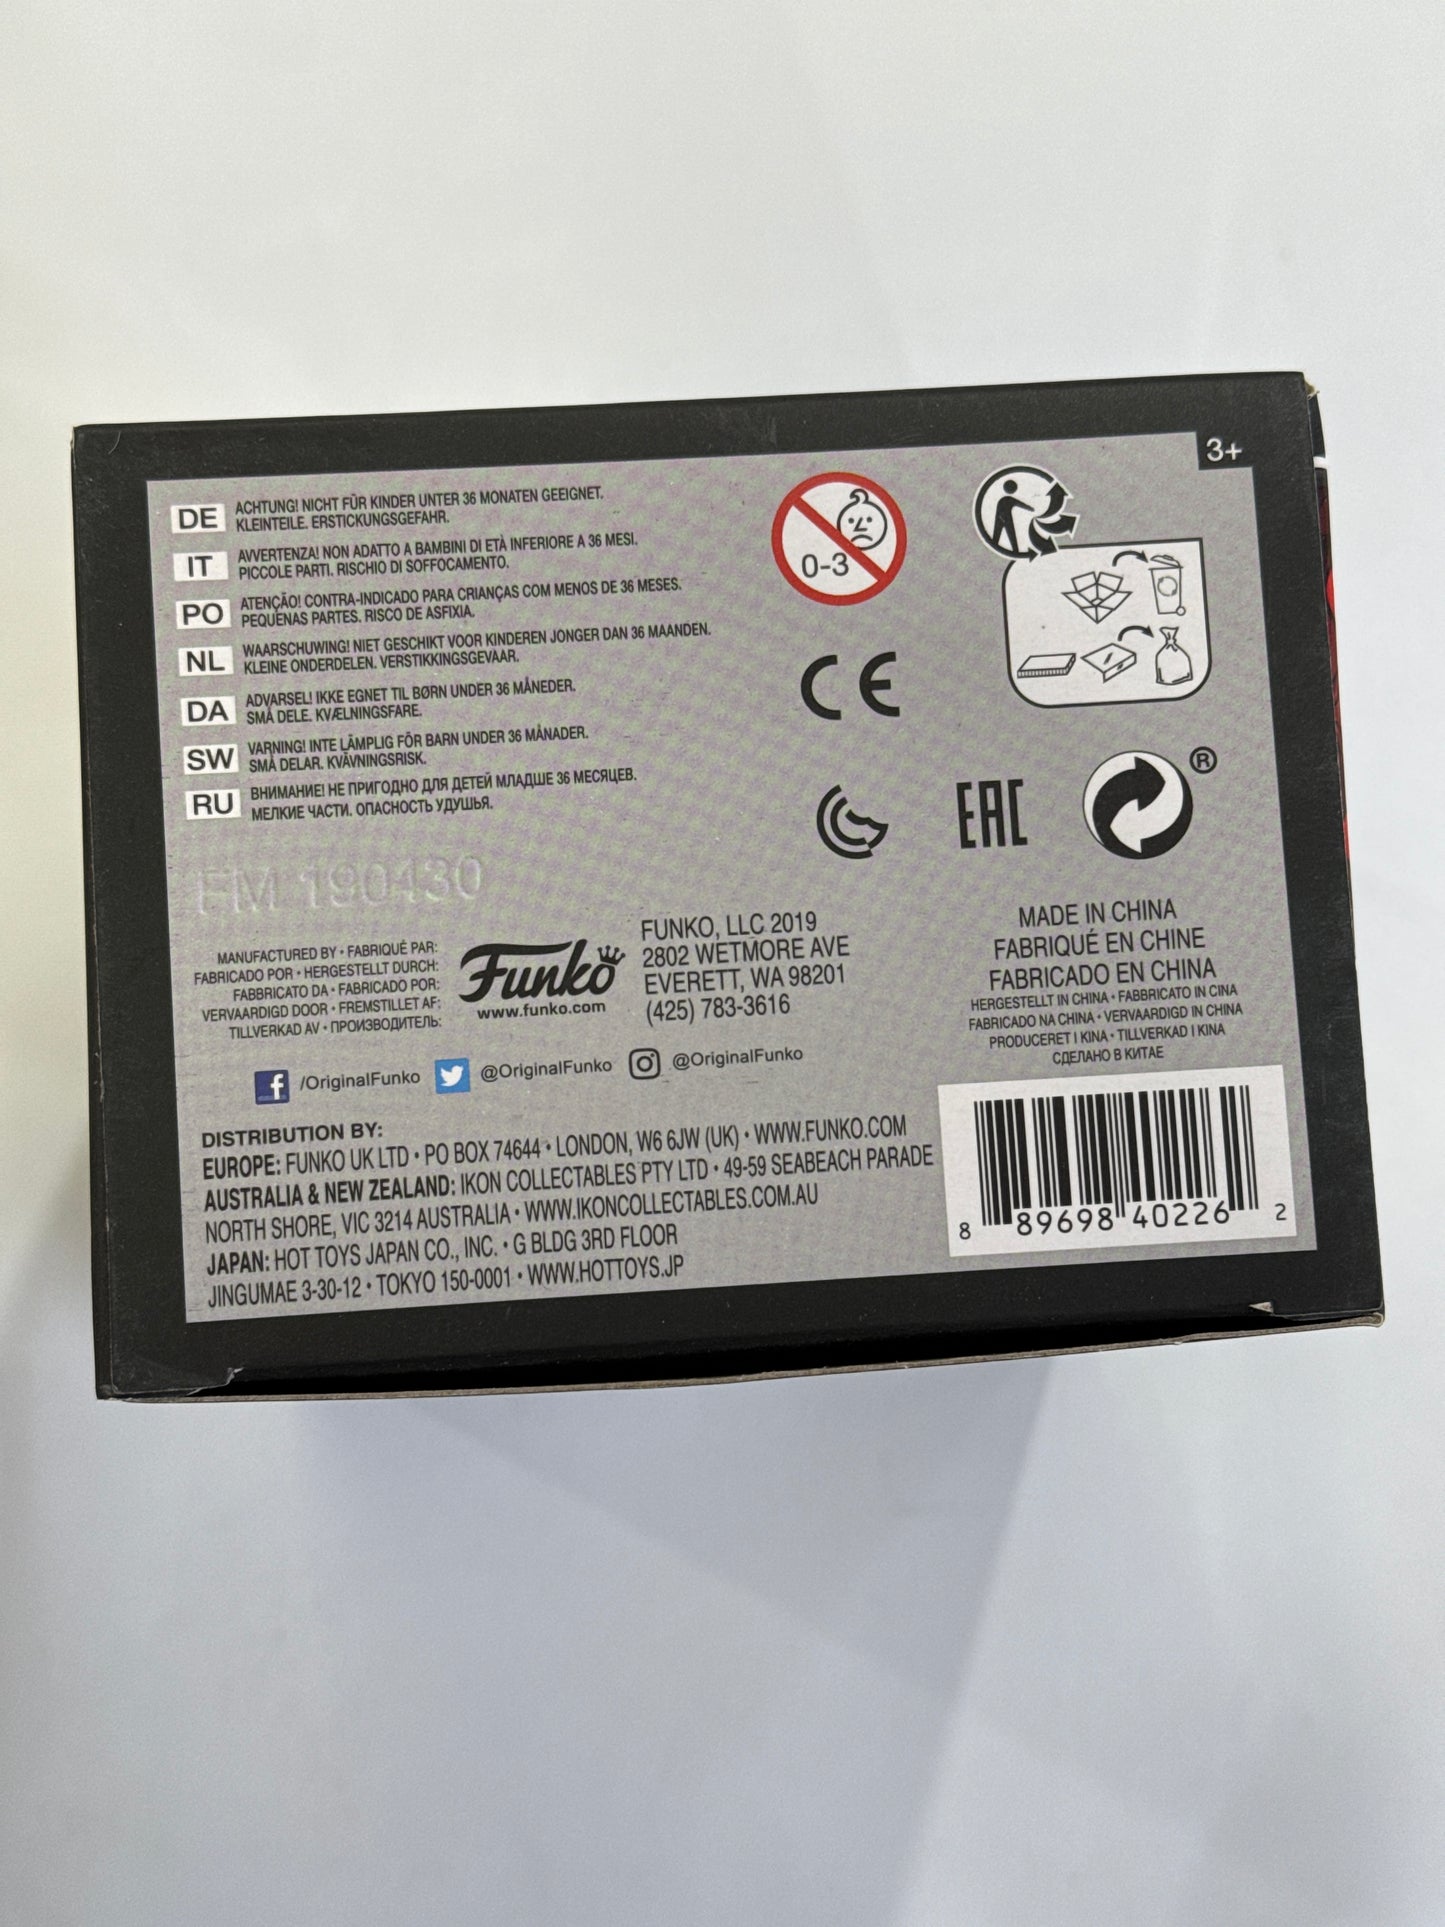 3+
DE ACHTUNG! NICHT FÜR KINDER UNTER 36 MONATEN GEEIGNET.
KLEINTEILE. ERSTICKUNGSGEFAHR.
IT AVVERTENZA! NON ADATTO A BAMBINI DI ETÀ INFERIORE A 36 MESI.
PICCOLE PARTI. RISCHIO DI SOFFOCAMENTO.
PO ATENÇÃO! CONTRA-INDICADO PARA CRIANÇAS COM MENOS DE 36 MESES.
PEQUENAS PARTES. RISCO DE ASFIXIA.
NL WAARSCHUWING! NIET GESCHIKT VOOR KINDEREN JONGER DAN 36 MAANDEN.
KLEINE ONDERDELEN. VERSTIKKINGSGEVAAR.
DA ADVARSEL! IKKE EGNET TIL BØRN UNDER 36 MÅNEDER.
SMÅ DELE. KVÆLNINGSFARE.
SW VARNING! INTE LÄMPLIG FÖR BARN UNDER 36 MÅNADER.
SMÅ DELAR. KVÄVNINGSRISK.
RU ВНИМАНИЕ! НЕ ПРИГОДНО ДЛЯ ДЕТЕЙ МЛАДШЕ 36 МЕСЯЦЕВ.
МЕЛКИЕ ЧАСТИ. ОПАСНОСТЬ УДУШЬЯ.
0-3
CE
EAC
®
FM 190430
MANUFACTURED BY • FABRIQUÉ PAR:
FABRICADO POR • HERGESTELLT DURCH:
FABBRICATO DA • FABRICADO POR:
VERVAARDIGD DOOR • FREMSTILLET AF:
TILLVERKAD AV • ПРОИЗВОДИТЕЛЬ:
Funko
www.funko.com
FUNKO, LLC 2019
2802 WETMORE AVE
EVERETT, WA 98201
(425) 783-3616
MADE IN CHINA
FABRIQUÉ EN CHINE
FABRICADO EN CHINA
HERGESTELLT IN CHINA • FABBRICATO IN CINA
FABRICADO NA CHINA • VERVAARDIGD IN CHINA
PRODUCERET I KINA • TILLVERKAD I KINA
СДЕЛАНО В КИТАЕ
f /OriginalFunko @OriginalFunko @OriginalFunko
DISTRIBUTION BY:
EUROPE: FUNKO UK LTD • PO BOX 74644 • LONDON, W6 6JW (UK) • WWW.FUNKO.COM
AUSTRALIA & NEW ZEALAND: IKON COLLECTABLES PTY LTD • 49-59 SEABEACH PARADE
NORTH SHORE, VIC 3214 AUSTRALIA • WWW.IKONCOLLECTABLES.COM.AU
JAPAN: HOT TOYS JAPAN CO., INC. • G BLDG 3RD FLOOR
JINGUMAE 3-30-12 • TOKYO 150-0001 • WWW.HOTTOYS.JP
8 89698 40226 2